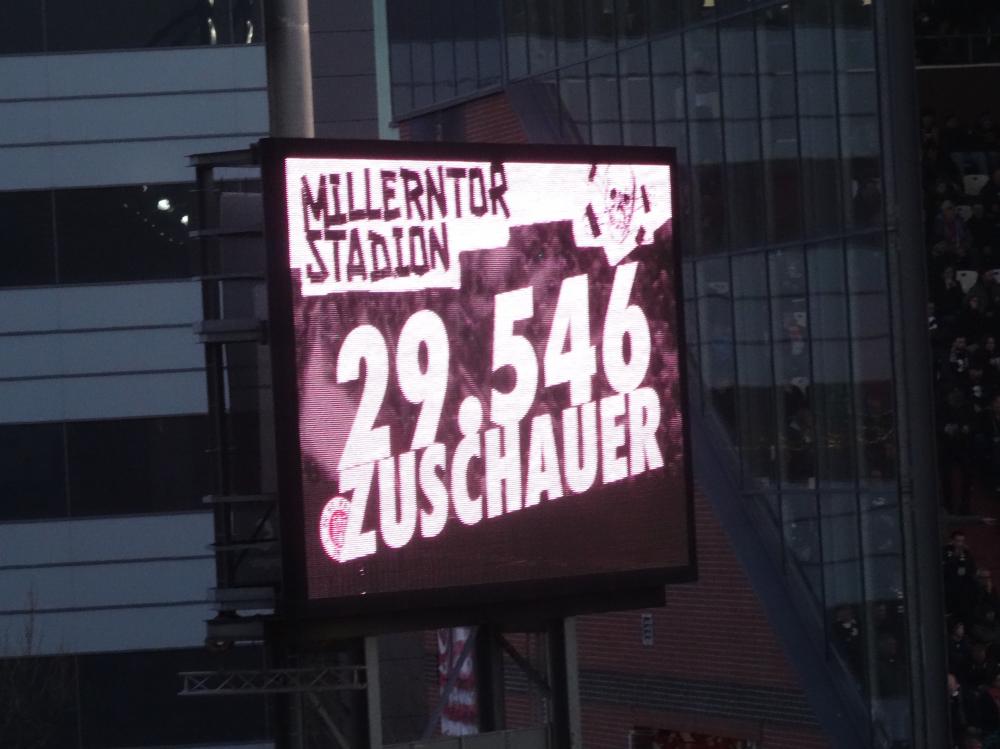 MILLERNTOR
STADION
29.546
ZUSCHAUER